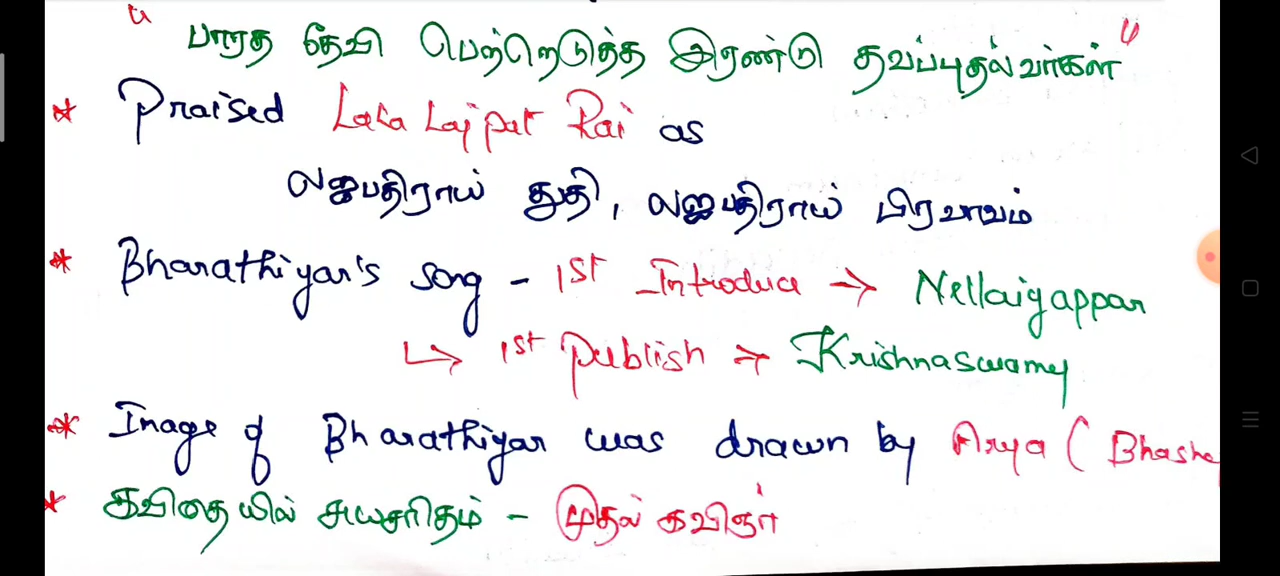 " பாரத தேவி பெற்றெடுத்த இரண்டு தவப்புதல்வர்கள் "
* Praised Lala Lajpat Rai as
லஜபதிராய் துதி, லஜபதிராய் பிரலாபம்
* Bharathiyar's song - 1st Introduce → Nellaiyappar
↳ 1st Publish → Krishnaswamy
* Image of Bharathiyar was drawn by Arya ( Bhashe
* கவிதையில் சுயசரிதம் - முதல் கவிஞர்